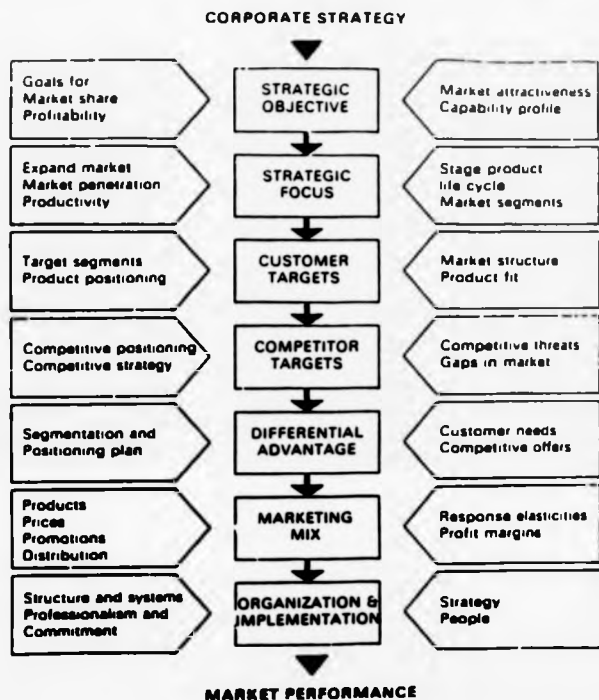 CORPORATE STRATEGY
Goals for
Market share
Profitability
STRATEGIC
OBJECTIVE
Market attractiveness
Capability profile
Expand market
Market penetration
Productivity
STRATEGIC
FOCUS
Stage product
life cycle
Market segments
Target segments
Product positioning
CUSTOMER
TARGETS
Market structure
Product fit
Competitive positioning
Competitive strategy
COMPETITOR
TARGETS
Competitive threats
Gaps in market
Segmentation and
Positioning plan
DIFFERENTIAL
ADVANTAGE
Customer needs
Competitive offers
Products
Prices
Promotions
Distribution
MARKETING
MIX
Response elasticities
Profit margins
Structure and systems
Professionalism and
Commitment
ORGANIZATION &
IMPLEMENTATION
Strategy
People
MARKET PERFORMANCE